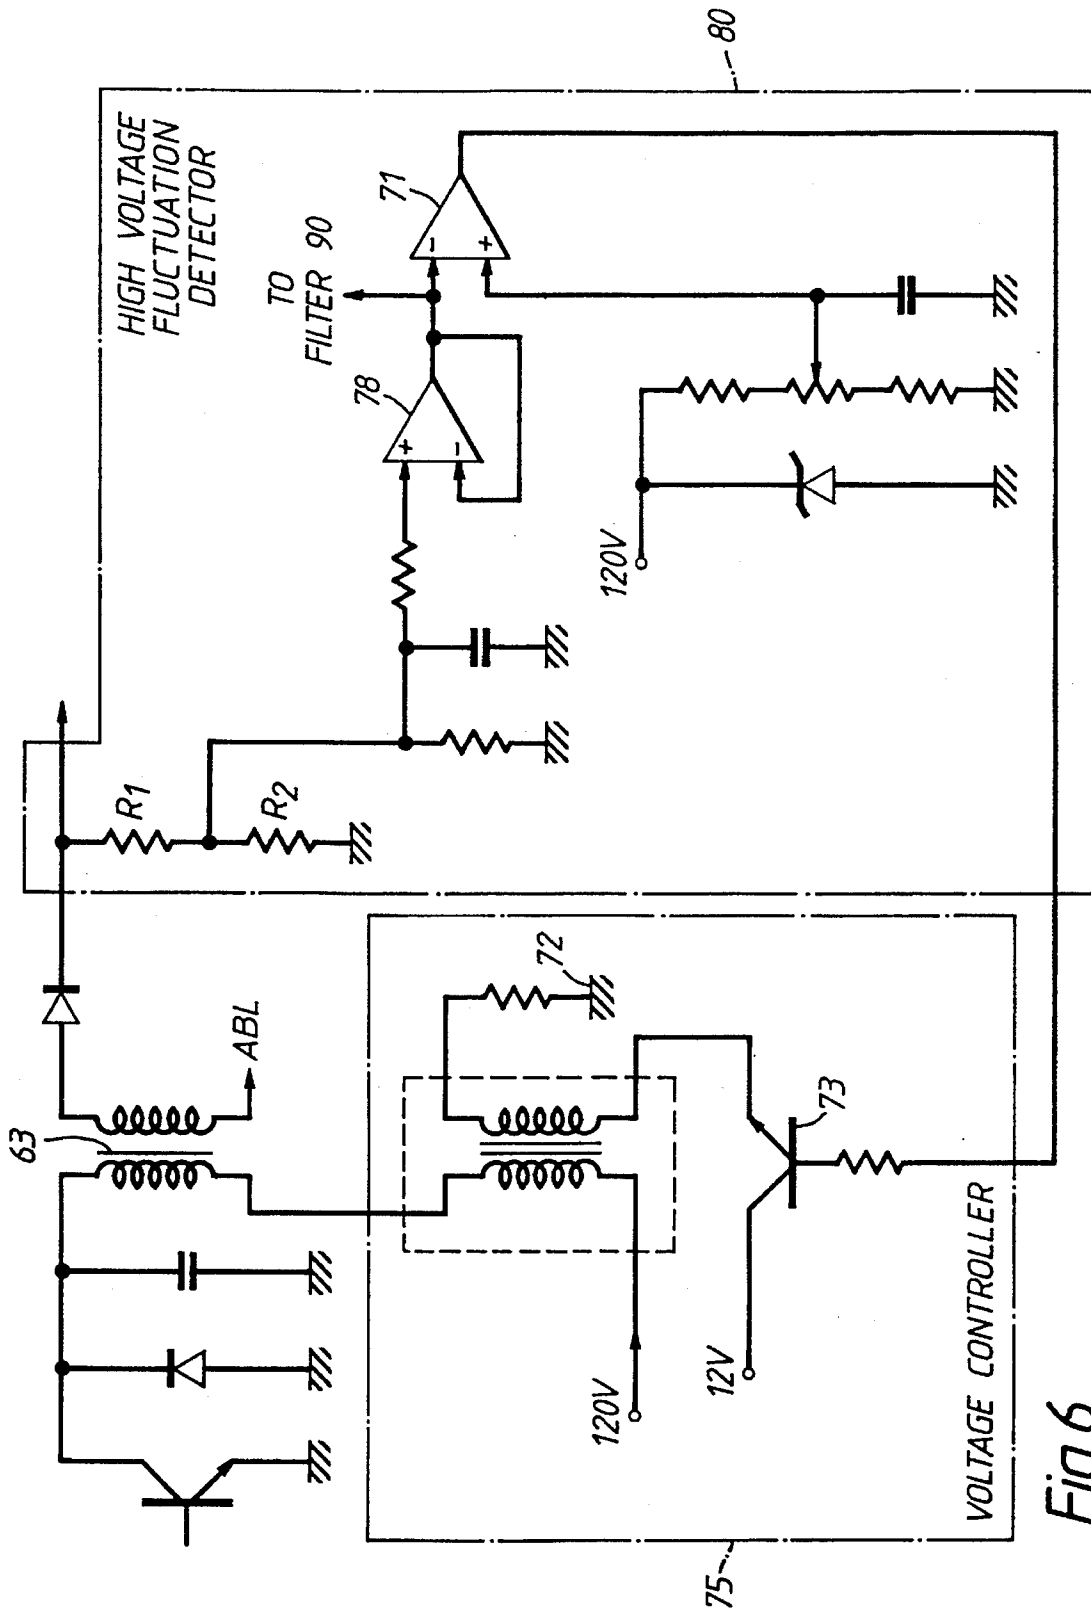 80
HIGH VOLTAGE
FLUCTUATION
DETECTOR
TO
FILTER 90
71
-
+
78
+
-
120V
R1
R2
63
ABL
72
73
120V
12V
VOLTAGE CONTROLLER
75
Fig.6